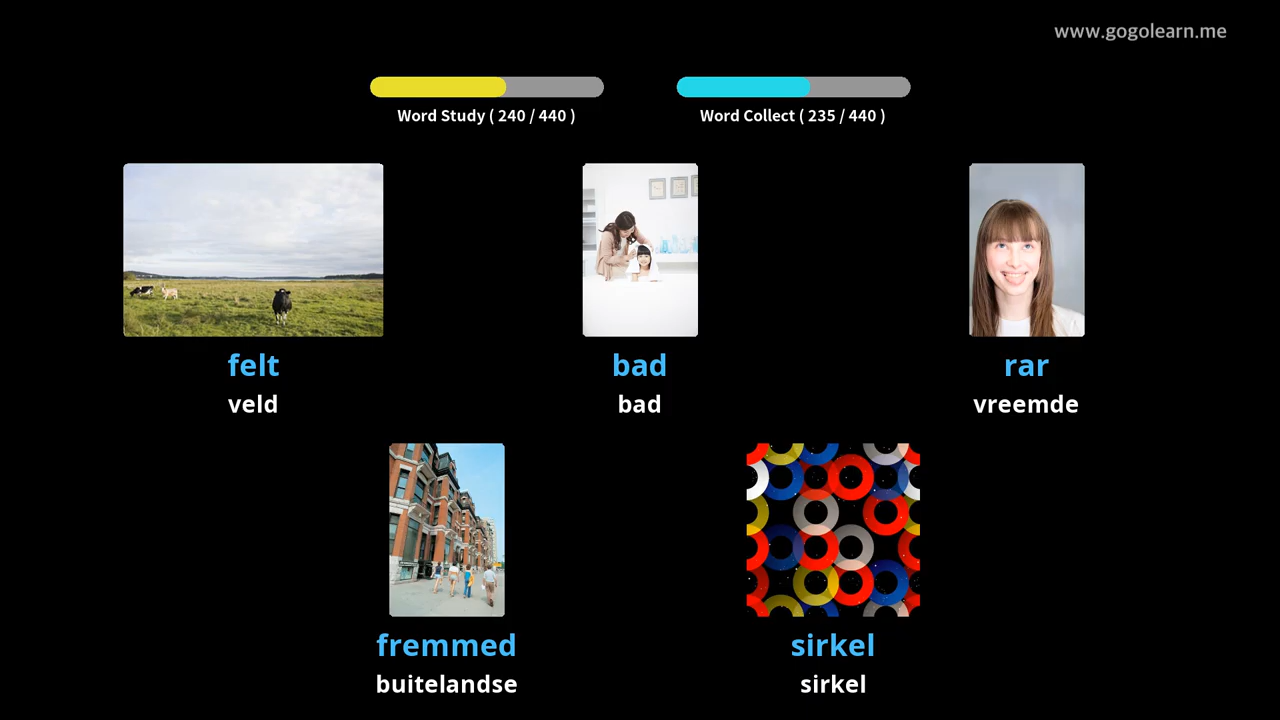 www.gogolearn.me
Word Study ( 240 / 440 )
Word Collect ( 235 / 440 )
felt
veld
bad
bad
rar
vreemde
fremmed
buitelandse
sirkel
sirkel